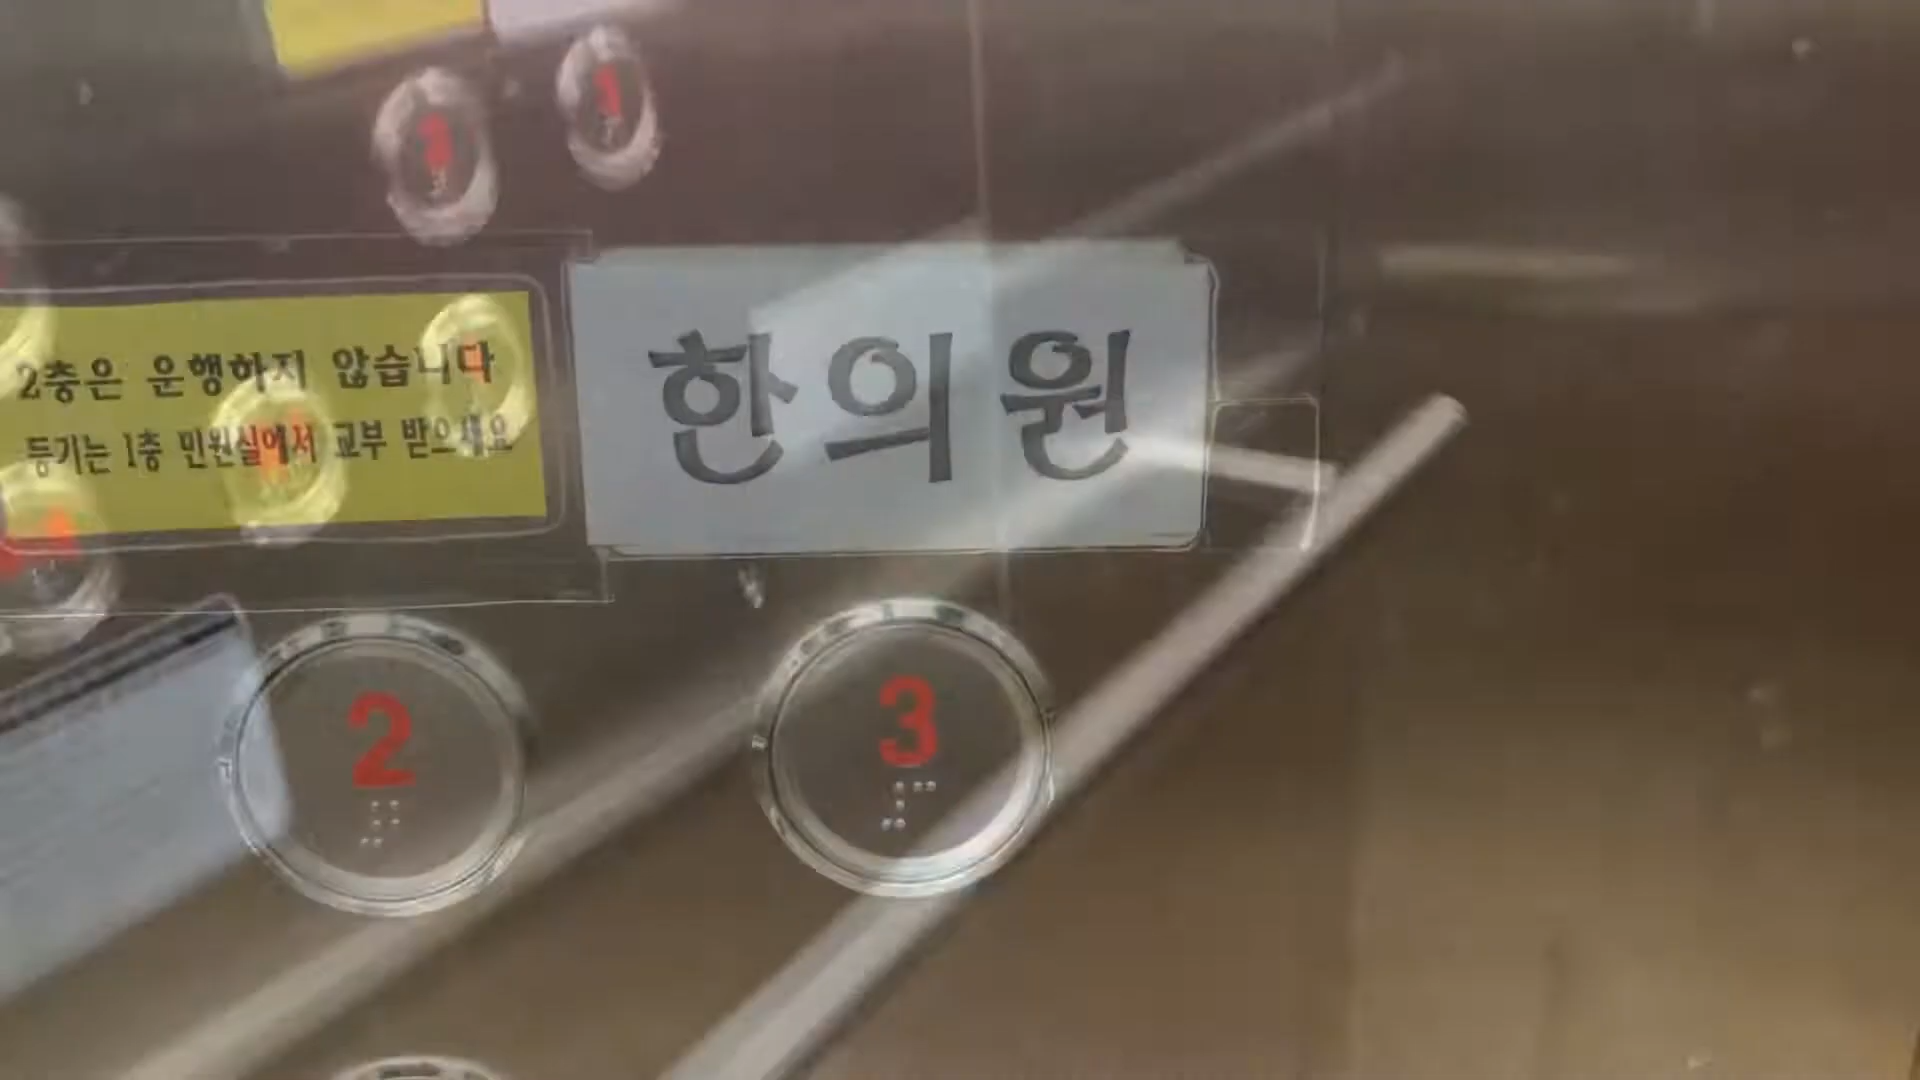 2층은 운행하지 않습니다
등기는 1층 민원실에서 교부 받으세요
한의원
2
3